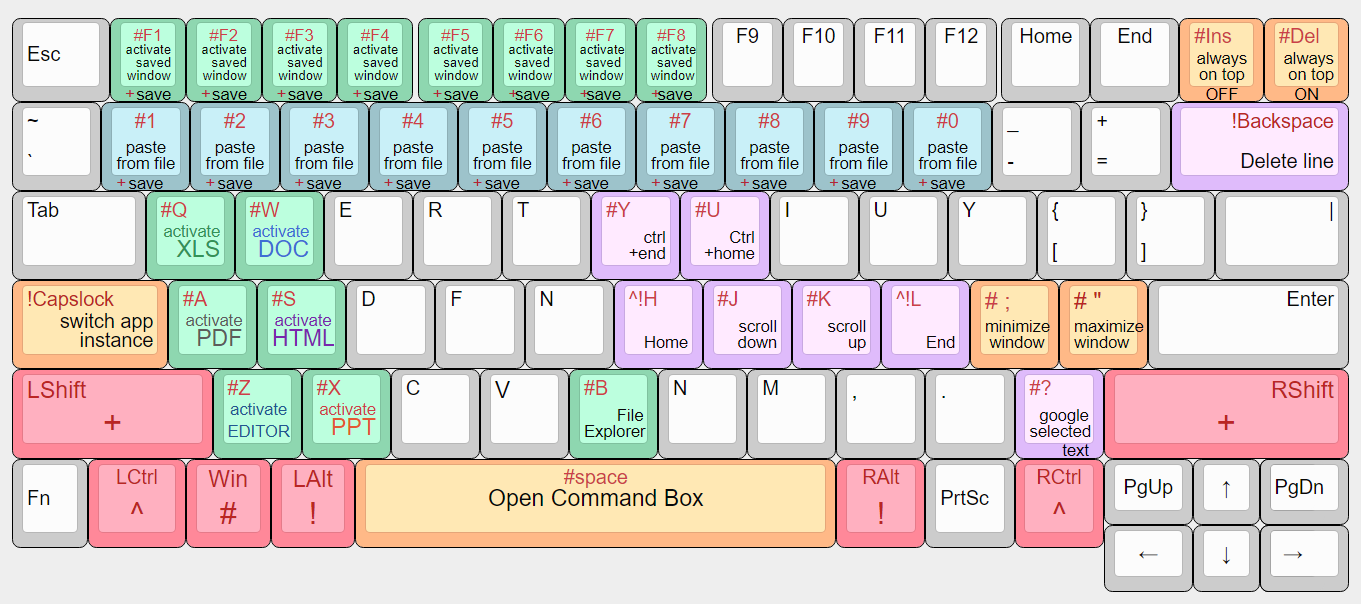 Esc
#F1
activate
saved
window
+save
#F2
activate
saved
window
+save
#F3
activate
saved
window
+save
#F4
activate
saved
window
+save
#F5
activate
saved
window
+save
#F6
activate
saved
window
+save
#F7
activate
saved
window
+save
#F8
activate
saved
window
+save
F9
F10
F11
F12
Home
End
#Ins
always
on top
OFF
#Del
always
on top
ON
~
`
#1
paste
from file
+save
#2
paste
from file
+save
#3
paste
from file
+save
#4
paste
from file
+save
#5
paste
from file
+save
#6
paste
from file
+save
#7
paste
from file
+save
#8
paste
from file
+save
#9
paste
from file
+save
#0
paste
from file
+save
_
-
+
=
!Backspace
Delete line
Tab
#Q
activate
XLS
#W
activate
DOC
E
R
T
#Y
ctrl
+end
#U
Ctrl
+home
I
U
Y
{
[
}
]
|
!Capslock
switch app
instance
#A
activate
PDF
#S
activate
HTML
D
F
N
^!H
Home
#J
scroll
down
#K
scroll
up
^!L
End
# ;
minimize
window
# "
maximize
window
Enter
LShift
+
#Z
activate
EDITOR
#X
activate
PPT
C
V
#B
File
Explorer
N
M
,
.
#?
google
selected
text
RShift
+
Fn
LCtrl
^
Win
#
LAlt
!
#space
Open Command Box
RAlt
!
PrtSc
RCtrl
^
PgUp
↑
PgDn
←
↓
→